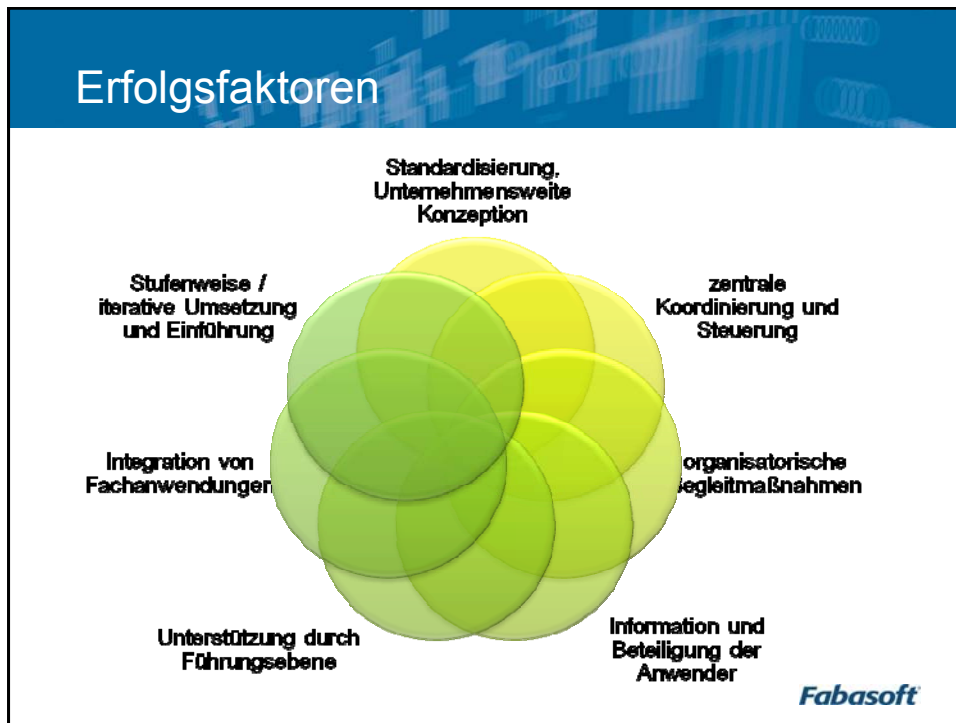 Erfolgsfaktoren
Standardisierung,
Unternehmensweite
Konzeption
zentrale
Koordinierung und
Steuerung
organisatorische
Begleitmaßnahmen
Information und
Beteiligung der
Anwender
Unterstützung durch
Führungsebene
Integration von
Fachanwendungen
Stufenweise /
iterative Umsetzung
und Einführung
Fabasoft